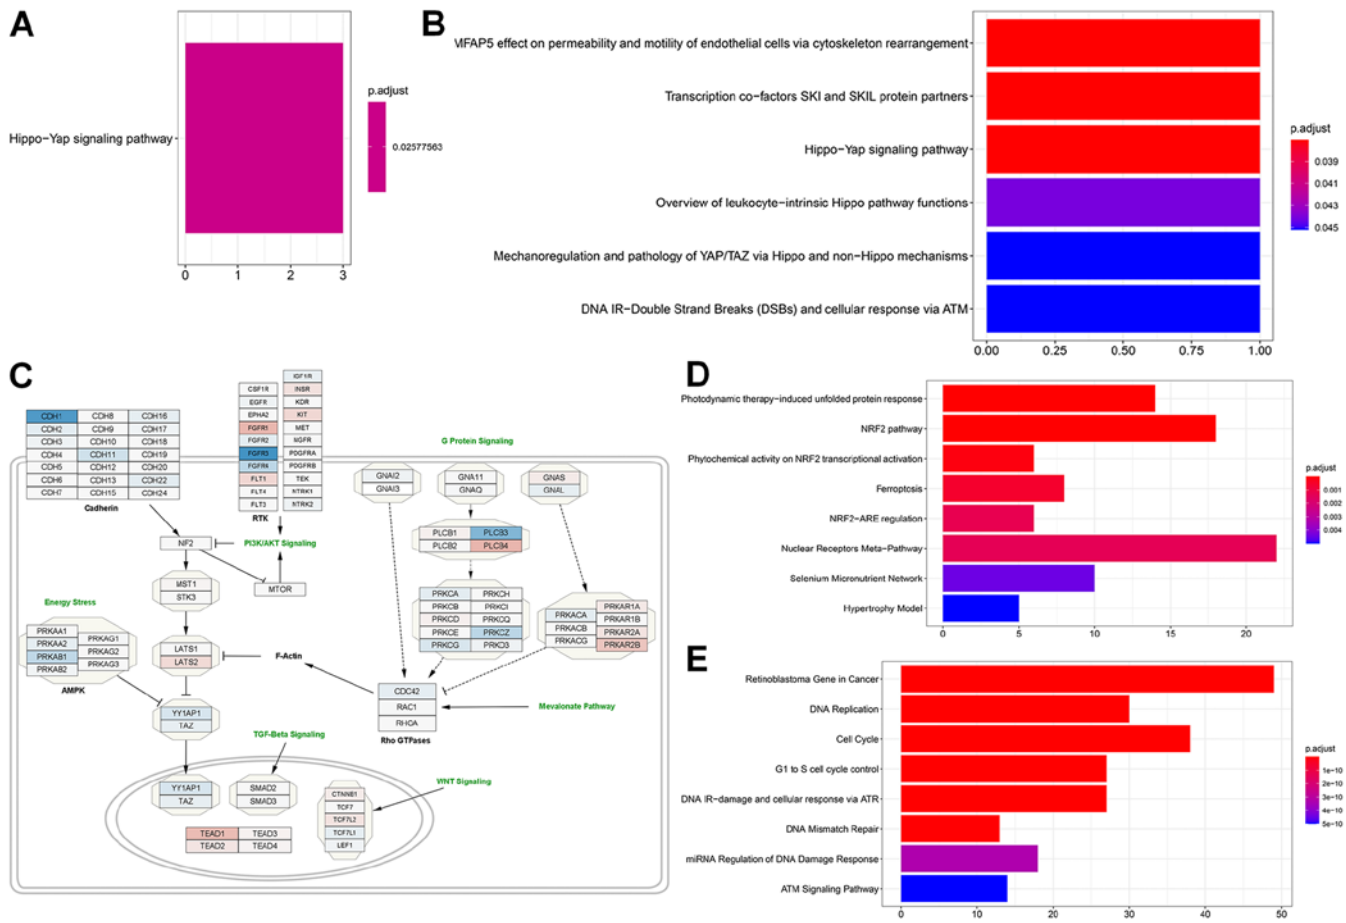 A
Hippo-Yap signaling pathway
0
1
2
3
p.adjust
0.02577563
B
MFAP5 effect on permeability and motility of endothelial cells via cytoskeleton rearrangement
Transcription co-factors SKI and SKIL protein partners
Hippo-Yap signaling pathway
Overview of leukocyte-intrinsic Hippo pathway functions
Mechanoregulation and pathology of YAP/TAZ via Hippo and non-Hippo mechanisms
DNA IR-Double Strand Breaks (DSBs) and cellular response via ATM
0.00
0.25
0.50
0.75
1.00
p.adjust
0.039
0.041
0.043
0.045
C
CDH1 CDH8 CDH16
CDH2 CDH9 CDH17
CDH3 CDH10 CDH18
CDH4 CDH11 CDH19
CDH5 CDH12 CDH20
CDH6 CDH13 CDH22
CDH7 CDH15 CDH24
Cadherin
CSF1R
EGFR
EPHA2
FGFR1
FGFR2
FGFR3
FGFR4
FLT1
FLT4
FLT3
IGF1R
INSR
KDR
KIT
MET
NGFR
PDGFRA
PDGFRB
TEK
NTRK1
NTRK2
RTK
G Protein Signaling
GNAI2
GNAI3
GNA11
GNAQ
GNAS
GNAL
PLCB1 PLCB3
PLCB2 PLCB4
NF2
PI3K/AKT Signaling
MTOR
MST1
STK3
PRKCA PRKCH
PRKCB PRKCI
PRKCD PRKCQ
PRKCE PRKCZ
PRKCG PRKD3
PRKACA
PRKACB
PRKACG
PRKAR1A
PRKAR1B
PRKAR2A
PRKAR2B
Energy Stress
PRKAA1
PRKAA2
PRKAB1
PRKAB2
PRKAG1
PRKAG2
PRKAG3
AMPK
LATS1
LATS2
F-Actin
CDC42
RAC1
RHOA
Rho GTPases
Mevalonate Pathway
YY1AP1
TAZ
TGF-Beta Signaling
WNT Signaling
YY1AP1
TAZ
SMAD2
SMAD3
CTNNB1
TCF7
TCF7L2
TCF7L1
LEF1
TEAD1 TEAD3
TEAD2 TEAD4
D
Photodynamic therapy-induced unfolded protein response
NRF2 pathway
Phytochemical activity on NRF2 transcriptional activation
Ferroptosis
NRF2-ARE regulation
Nuclear Receptors Meta-Pathway
Selenium Micronutrient Network
Hypertrophy Model
0
5
10
15
20
p.adjust
0.001
0.002
0.003
0.004
E
Retinoblastoma Gene in Cancer
DNA Replication
Cell Cycle
G1 to S cell cycle control
DNA IR-damage and cellular response via ATR
DNA Mismatch Repair
miRNA Regulation of DNA Damage Response
ATM Signaling Pathway
0
10
20
30
40
50
p.adjust
1e-10
2e-10
3e-10
4e-10
5e-10